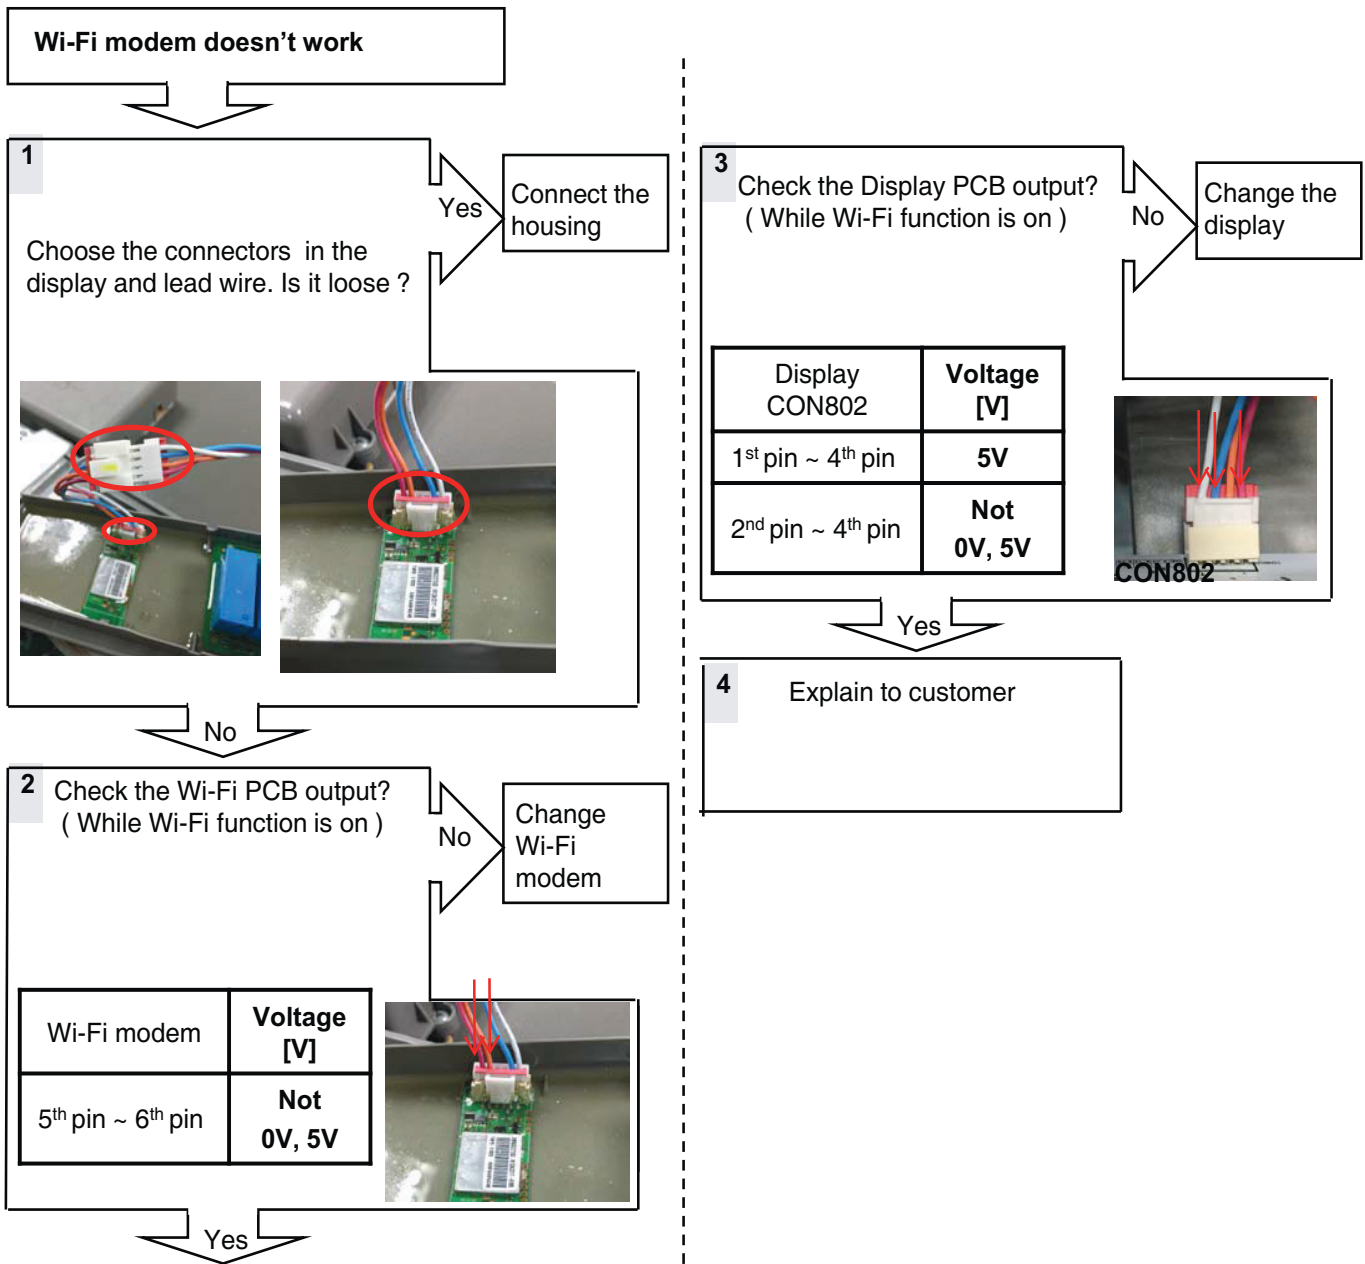 Wi-Fi modem doesn’t work
1
Choose the connectors in the
display and lead wire. Is it loose ?
Yes
Connect the
housing
No
2
Check the Wi-Fi PCB output?
( While Wi-Fi function is on )
No
Change
Wi-Fi
modem
Wi-Fi modem
Voltage
[V]
5th pin ~ 6th pin
Not
0V, 5V
Yes
3
Check the Display PCB output?
( While Wi-Fi function is on )
No
Change the
display
Display
CON802
Voltage
[V]
1st pin ~ 4th pin
5V
2nd pin ~ 4th pin
Not
0V, 5V
CON802
Yes
4
Explain to customer